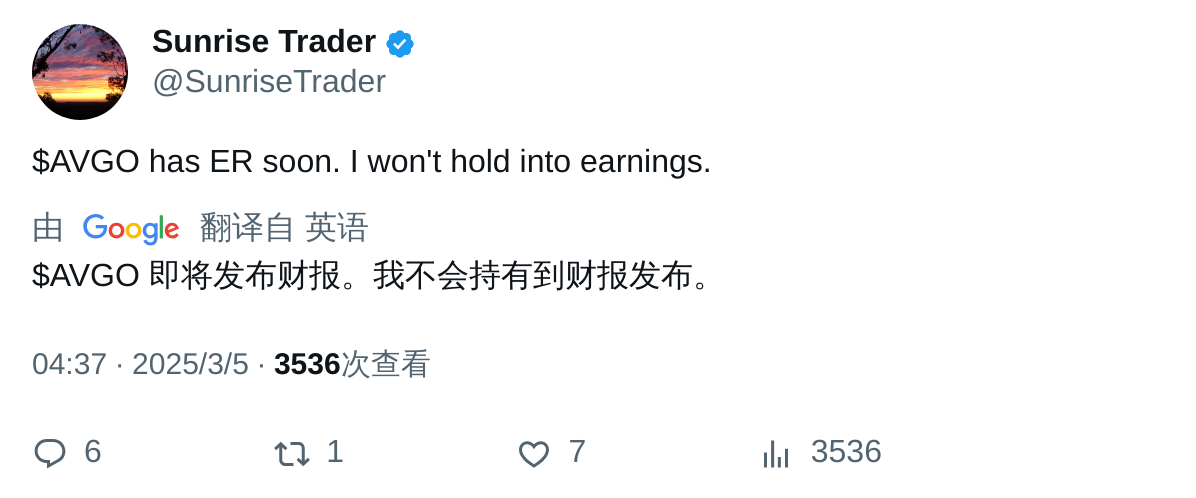 Sunrise Trader
@SunriseTrader
$AVGO has ER soon. I won't hold into earnings.
由 Google 翻译自 英语
$AVGO 即将发布财报。我不会持有到财报发布。
04:37 · 2025/3/5 · 3536次查看
6 1 7 3536